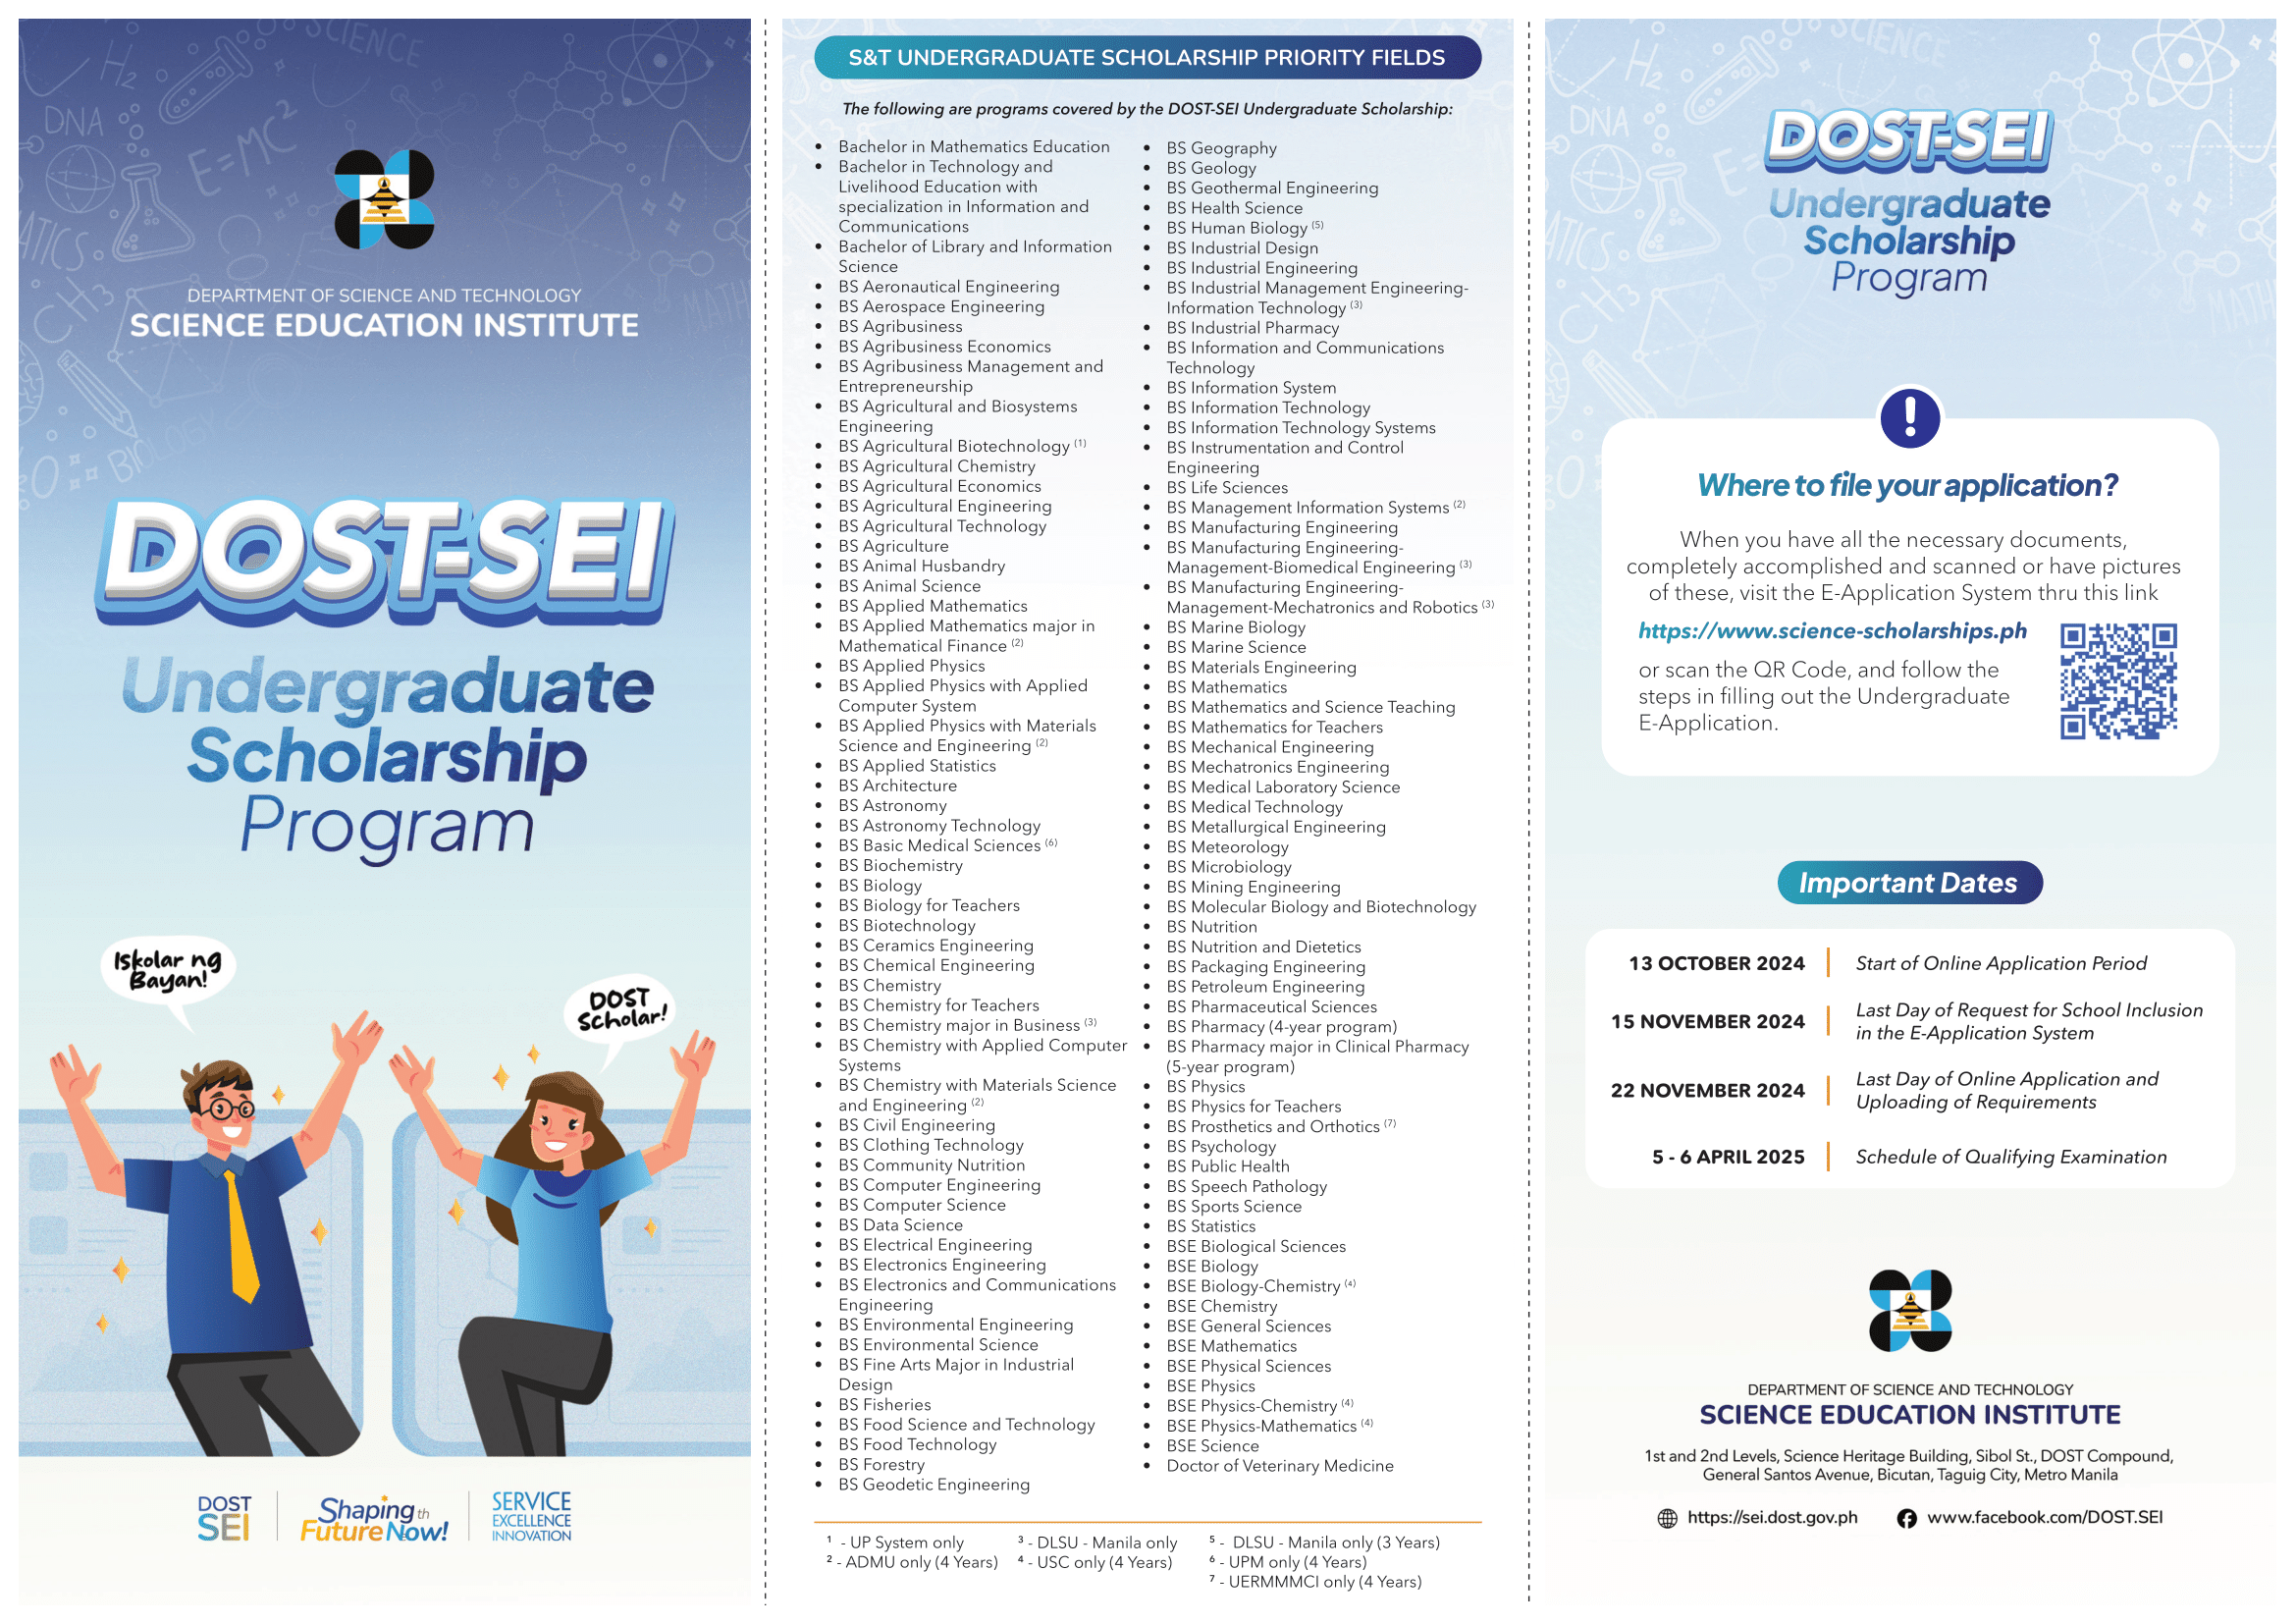 DEPARTMENT OF SCIENCE AND TECHNOLOGY
SCIENCE EDUCATION INSTITUTE
DOST-SEI
Undergraduate
Scholarship
Program
Iskolar ng
Bayan!
DOST
Scholar!
DOST
SEI
Shaping th
Future Now!
SERVICE
EXCELLENCE
INNOVATION
SCIENCE
H2
DNA
E=MC2
CH3
BIOLOGY
S&T UNDERGRADUATE SCHOLARSHIP PRIORITY FIELDS
The following are programs covered by the DOST-SEI Undergraduate Scholarship:
• Bachelor in Mathematics Education
• Bachelor in Technology and
Livelihood Education with
specialization in Information and
Communications
• Bachelor of Library and Information
Science
• BS Aeronautical Engineering
• BS Aerospace Engineering
• BS Agribusiness
• BS Agribusiness Economics
• BS Agribusiness Management and
Entrepreneurship
• BS Agricultural and Biosystems
Engineering
• BS Agricultural Biotechnology (1)
• BS Agricultural Chemistry
• BS Agricultural Economics
• BS Agricultural Engineering
• BS Agricultural Technology
• BS Agriculture
• BS Animal Husbandry
• BS Animal Science
• BS Applied Mathematics
• BS Applied Mathematics major in
Mathematical Finance (2)
• BS Applied Physics
• BS Applied Physics with Applied
Computer System
• BS Applied Physics with Materials
Science and Engineering (2)
• BS Applied Statistics
• BS Architecture
• BS Astronomy
• BS Astronomy Technology
• BS Basic Medical Sciences (6)
• BS Biochemistry
• BS Biology
• BS Biology for Teachers
• BS Biotechnology
• BS Ceramics Engineering
• BS Chemical Engineering
• BS Chemistry
• BS Chemistry for Teachers
• BS Chemistry major in Business (3)
• BS Chemistry with Applied Computer
Systems
• BS Chemistry with Materials Science
and Engineering (2)
• BS Civil Engineering
• BS Clothing Technology
• BS Community Nutrition
• BS Computer Engineering
• BS Computer Science
• BS Data Science
• BS Electrical Engineering
• BS Electronics Engineering
• BS Electronics and Communications
Engineering
• BS Environmental Engineering
• BS Environmental Science
• BS Fine Arts Major in Industrial
Design
• BS Fisheries
• BS Food Science and Technology
• BS Food Technology
• BS Forestry
• BS Geodetic Engineering
• BS Geography
• BS Geology
• BS Geothermal Engineering
• BS Health Science
• BS Human Biology (5)
• BS Industrial Design
• BS Industrial Engineering
• BS Industrial Management Engineering-
Information Technology (3)
• BS Industrial Pharmacy
• BS Information and Communications
Technology
• BS Information System
• BS Information Technology
• BS Information Technology Systems
• BS Instrumentation and Control
Engineering
• BS Life Sciences
• BS Management Information Systems (2)
• BS Manufacturing Engineering
• BS Manufacturing Engineering-
Management-Biomedical Engineering (3)
• BS Manufacturing Engineering-
Management-Mechatronics and Robotics (3)
• BS Marine Biology
• BS Marine Science
• BS Materials Engineering
• BS Mathematics
• BS Mathematics and Science Teaching
• BS Mathematics for Teachers
• BS Mechanical Engineering
• BS Mechatronics Engineering
• BS Medical Laboratory Science
• BS Medical Technology
• BS Metallurgical Engineering
• BS Meteorology
• BS Microbiology
• BS Mining Engineering
• BS Molecular Biology and Biotechnology
• BS Nutrition
• BS Nutrition and Dietetics
• BS Packaging Engineering
• BS Petroleum Engineering
• BS Pharmaceutical Sciences
• BS Pharmacy (4-year program)
• BS Pharmacy major in Clinical Pharmacy
(5-year program)
• BS Physics
• BS Physics for Teachers
• BS Prosthetics and Orthotics (7)
• BS Psychology
• BS Public Health
• BS Speech Pathology
• BS Sports Science
• BS Statistics
• BSE Biological Sciences
• BSE Biology
• BSE Biology-Chemistry (4)
• BSE Chemistry
• BSE General Sciences
• BSE Mathematics
• BSE Physical Sciences
• BSE Physics
• BSE Physics-Chemistry (4)
• BSE Physics-Mathematics (4)
• BSE Science
• Doctor of Veterinary Medicine
1 - UP System only
2 - ADMU only (4 Years)
3 - DLSU - Manila only
4 - USC only (4 Years)
5 - DLSU - Manila only (3 Years)
6 - UPM only (4 Years)
7 - UERMMMCI only (4 Years)
SCIENCE
H2
DNA
CH3
MATH
DOST-SEI
Undergraduate
Scholarship
Program
!
Where to file your application?
When you have all the necessary documents,
completely accomplished and scanned or have pictures
of these, visit the E-Application System thru this link
https://www.science-scholarships.ph
or scan the QR Code, and follow the
steps in filling out the Undergraduate
E-Application.
Important Dates
13 OCTOBER 2024 Start of Online Application Period
15 NOVEMBER 2024 Last Day of Request for School Inclusion
in the E-Application System
22 NOVEMBER 2024 Last Day of Online Application and
Uploading of Requirements
5 - 6 APRIL 2025 Schedule of Qualifying Examination
DEPARTMENT OF SCIENCE AND TECHNOLOGY
SCIENCE EDUCATION INSTITUTE
1st and 2nd Levels, Science Heritage Building, Sibol St., DOST Compound,
General Santos Avenue, Bicutan, Taguig City, Metro Manila
https://sei.dost.gov.ph
www.facebook.com/DOST.SEI